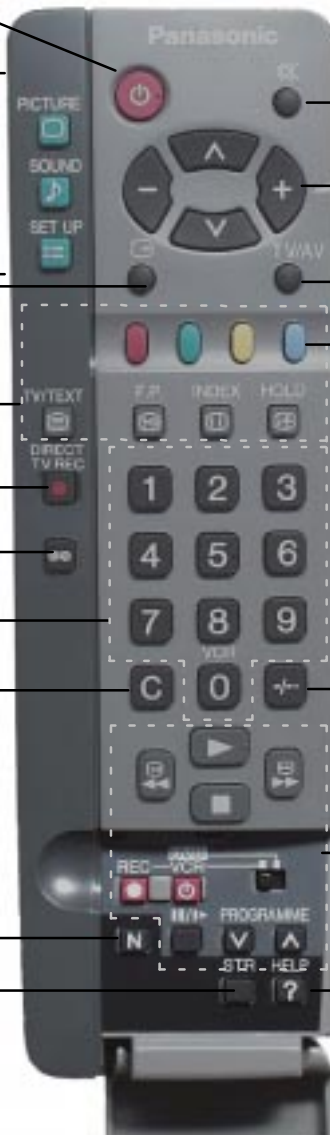 Panasonic
PICTURE
SOUND
SET UP
TV/AV
TV/TEXT F.P. INDEX HOLD
DIRECT
TV REC
1 2 3
4 5 6
7 8 9
VCR
C 0 -/--
REC VCR
PROGRAMME
N
STR HELP
?